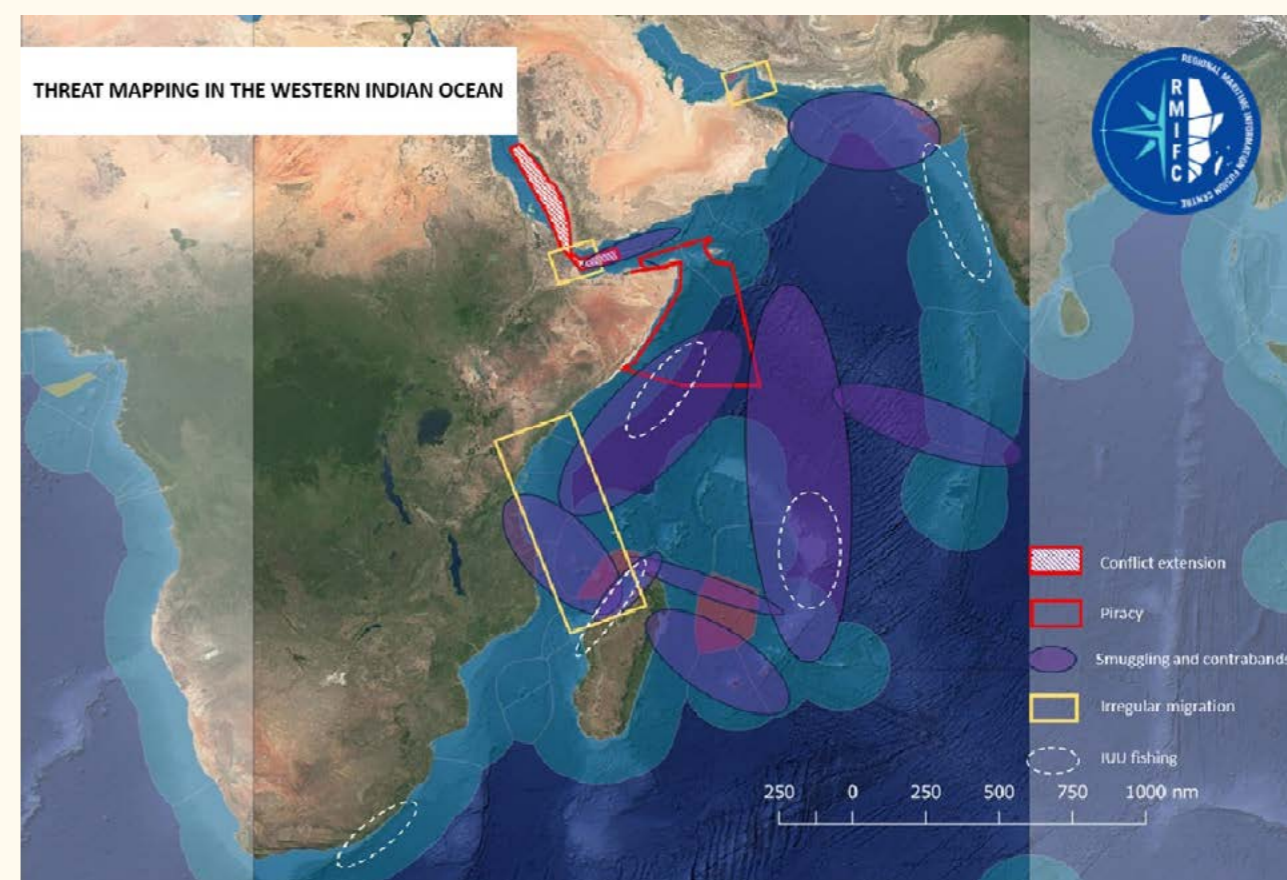 THREAT MAPPING IN THE WESTERN INDIAN OCEAN
REGIONAL MARITIME INFORMATION FUSION CENTRE
R
M
I
F
C
Conflict extension
Piracy
Smuggling and contrabands
Irregular migration
IUU fishing
250 0 250 500 750 1000 nm